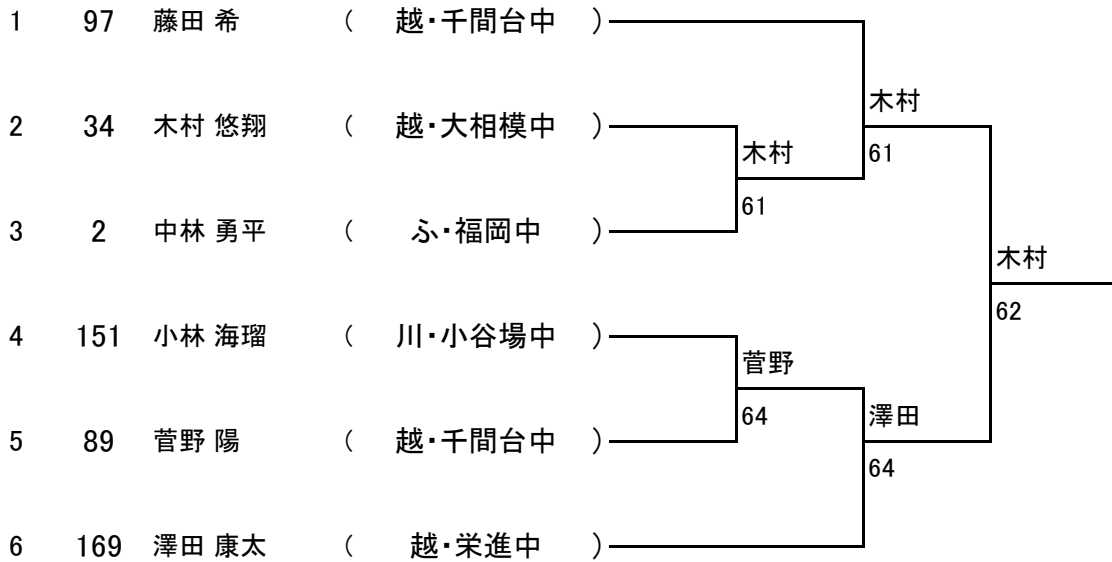 1 97 藤田 希 ( 越・千間台中 )
木村
2 34 木村 悠翔 ( 越・大相模中 )
木村 61
61
3 2 中林 勇平 ( ふ・福岡中 )
木村
62
4 151 小林 海瑠 ( 川・小谷場中 )
菅野
64 澤田
5 89 菅野 陽 ( 越・千間台中 )
64
6 169 澤田 康太 ( 越・栄進中 )